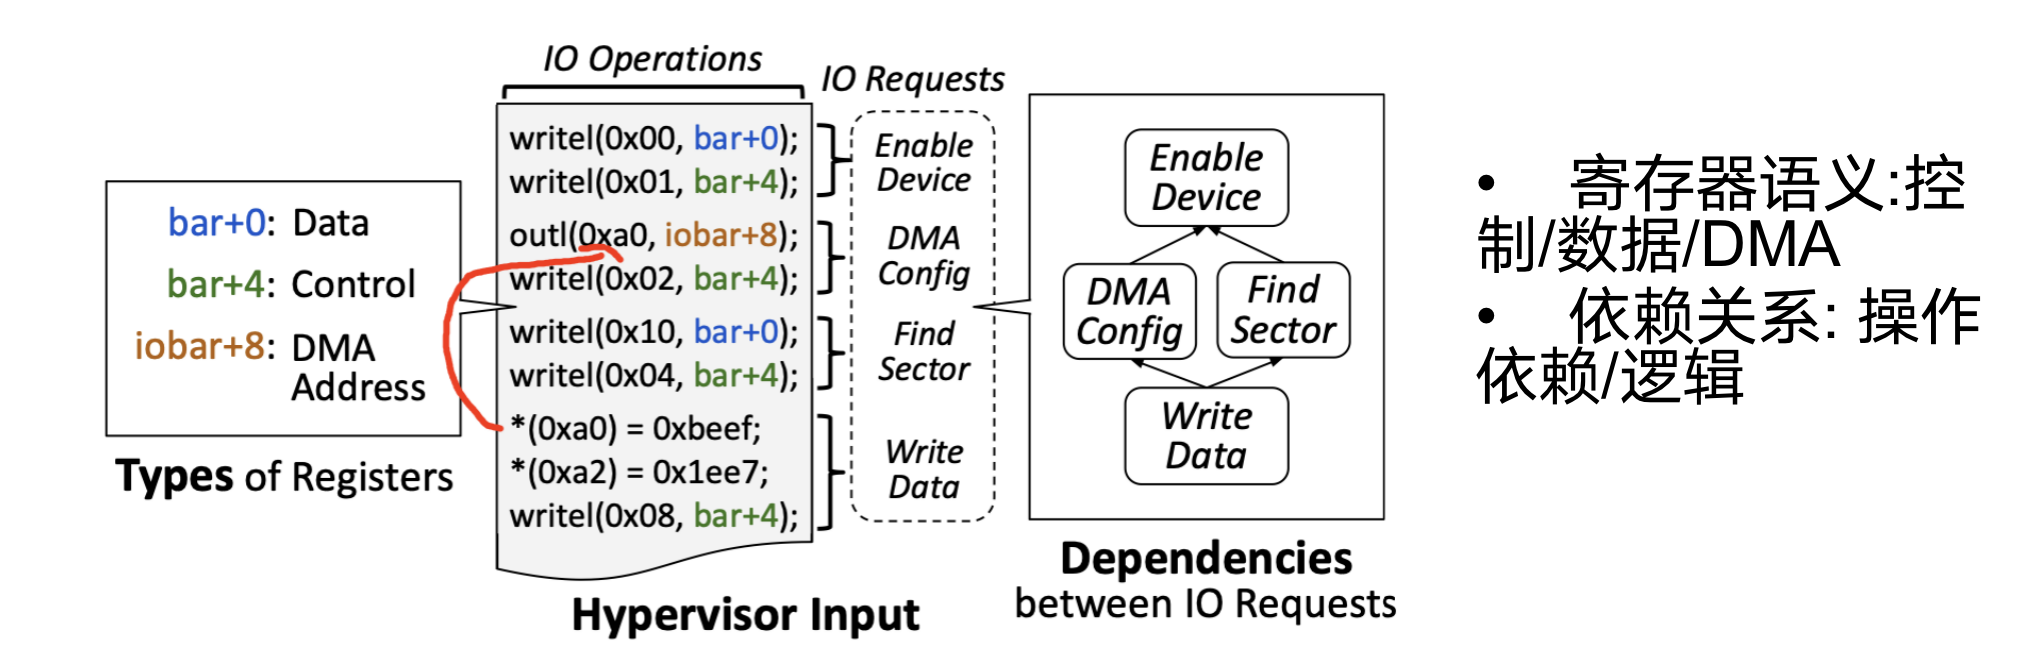 IO Operations
IO Requests
writel(0x00, bar+0);
writel(0x01, bar+4);
outl(0xa0, iobar+8);
writel(0x02, bar+4);
writel(0x10, bar+0);
writel(0x04, bar+4);
*(0xa0) = 0xbeef;
*(0xa2) = 0x1ee7;
writel(0x08, bar+4);
Enable
Device
DMA
Config
Find
Sector
Write
Data
bar+0: Data
bar+4: Control
iobar+8: DMA
Address
Types of Registers
Hypervisor Input
Enable
Device
DMA
Config
Find
Sector
Write
Data
Dependencies
between IO Requests
• 寄存器语义:控
制/数据/DMA
• 依赖关系: 操作
依赖/逻辑